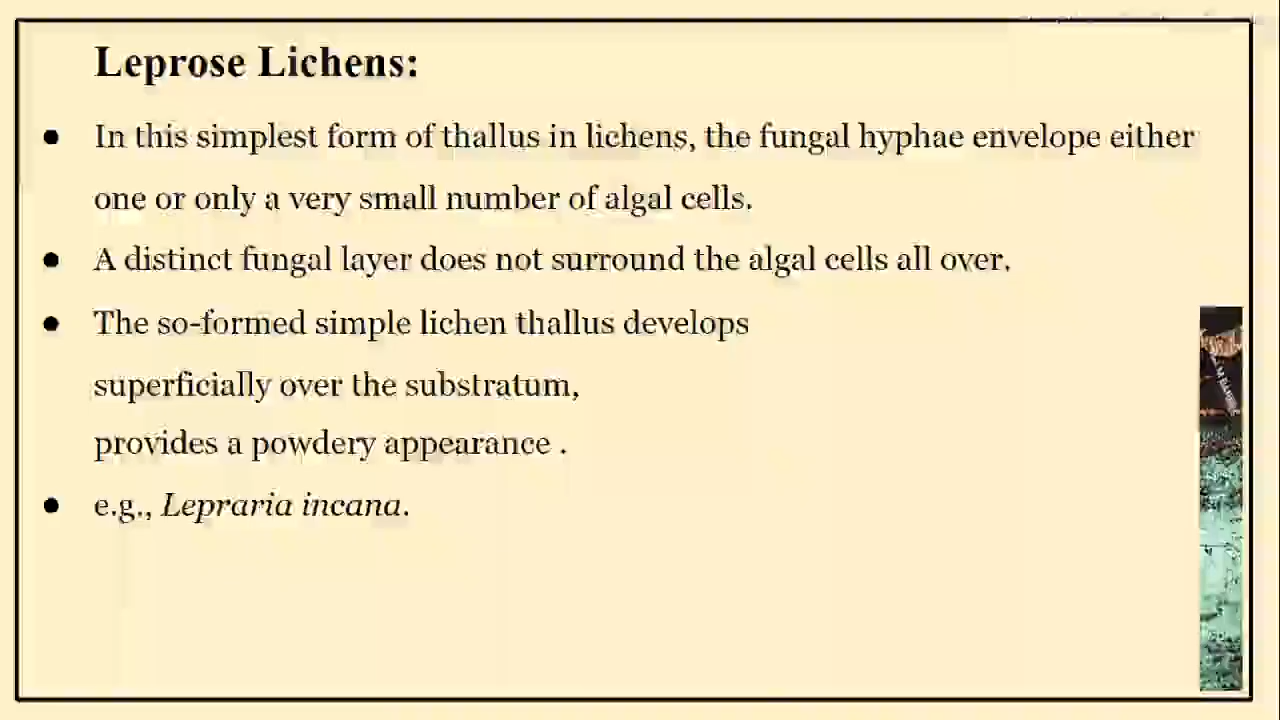 Leprose Lichens:
● In this simplest form of thallus in lichens, the fungal hyphae envelope either
one or only a very small number of algal cells.
● A distinct fungal layer does not surround the algal cells all over.
● The so-formed simple lichen thallus develops
superficially over the substratum,
provides a powdery appearance .
● e.g., Lepraria incana.